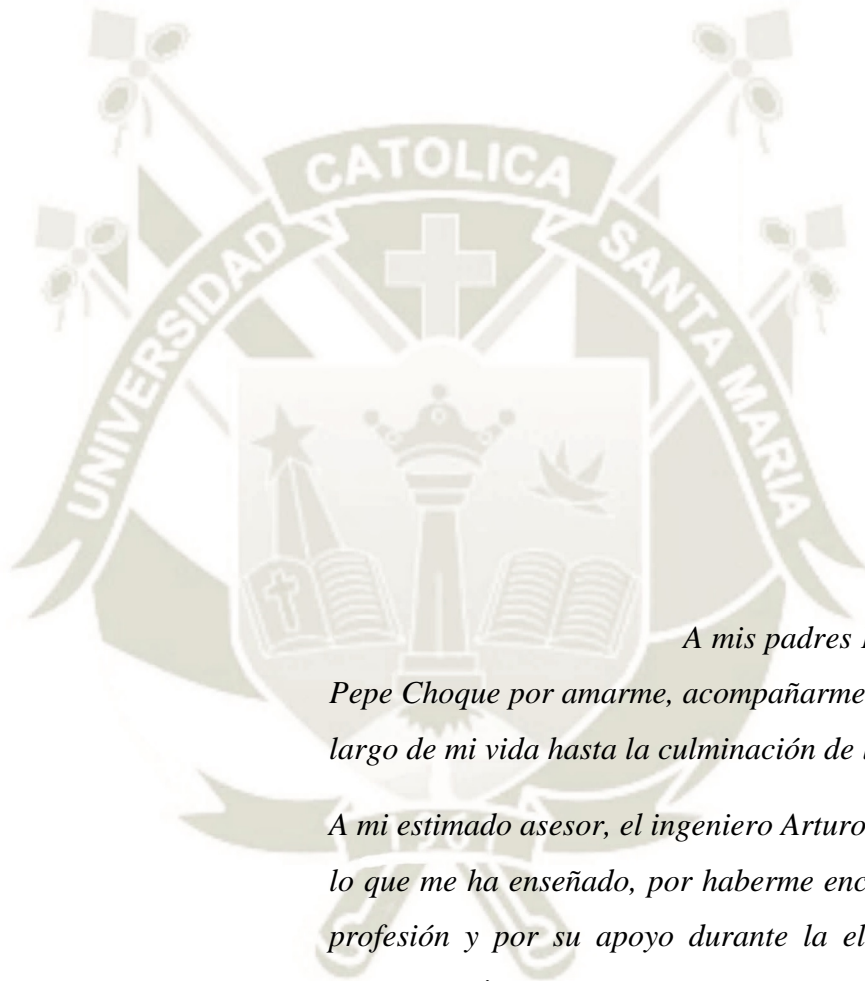 UNIVERSIDAD CATOLICA SANTA MARIA
A mis padres
Pepe Choque por amarme, acompañarme
largo de mi vida hasta la culminación de
A mi estimado asesor, el ingeniero Arturo
lo que me ha enseñado, por haberme
profesión y por su apoyo durante la